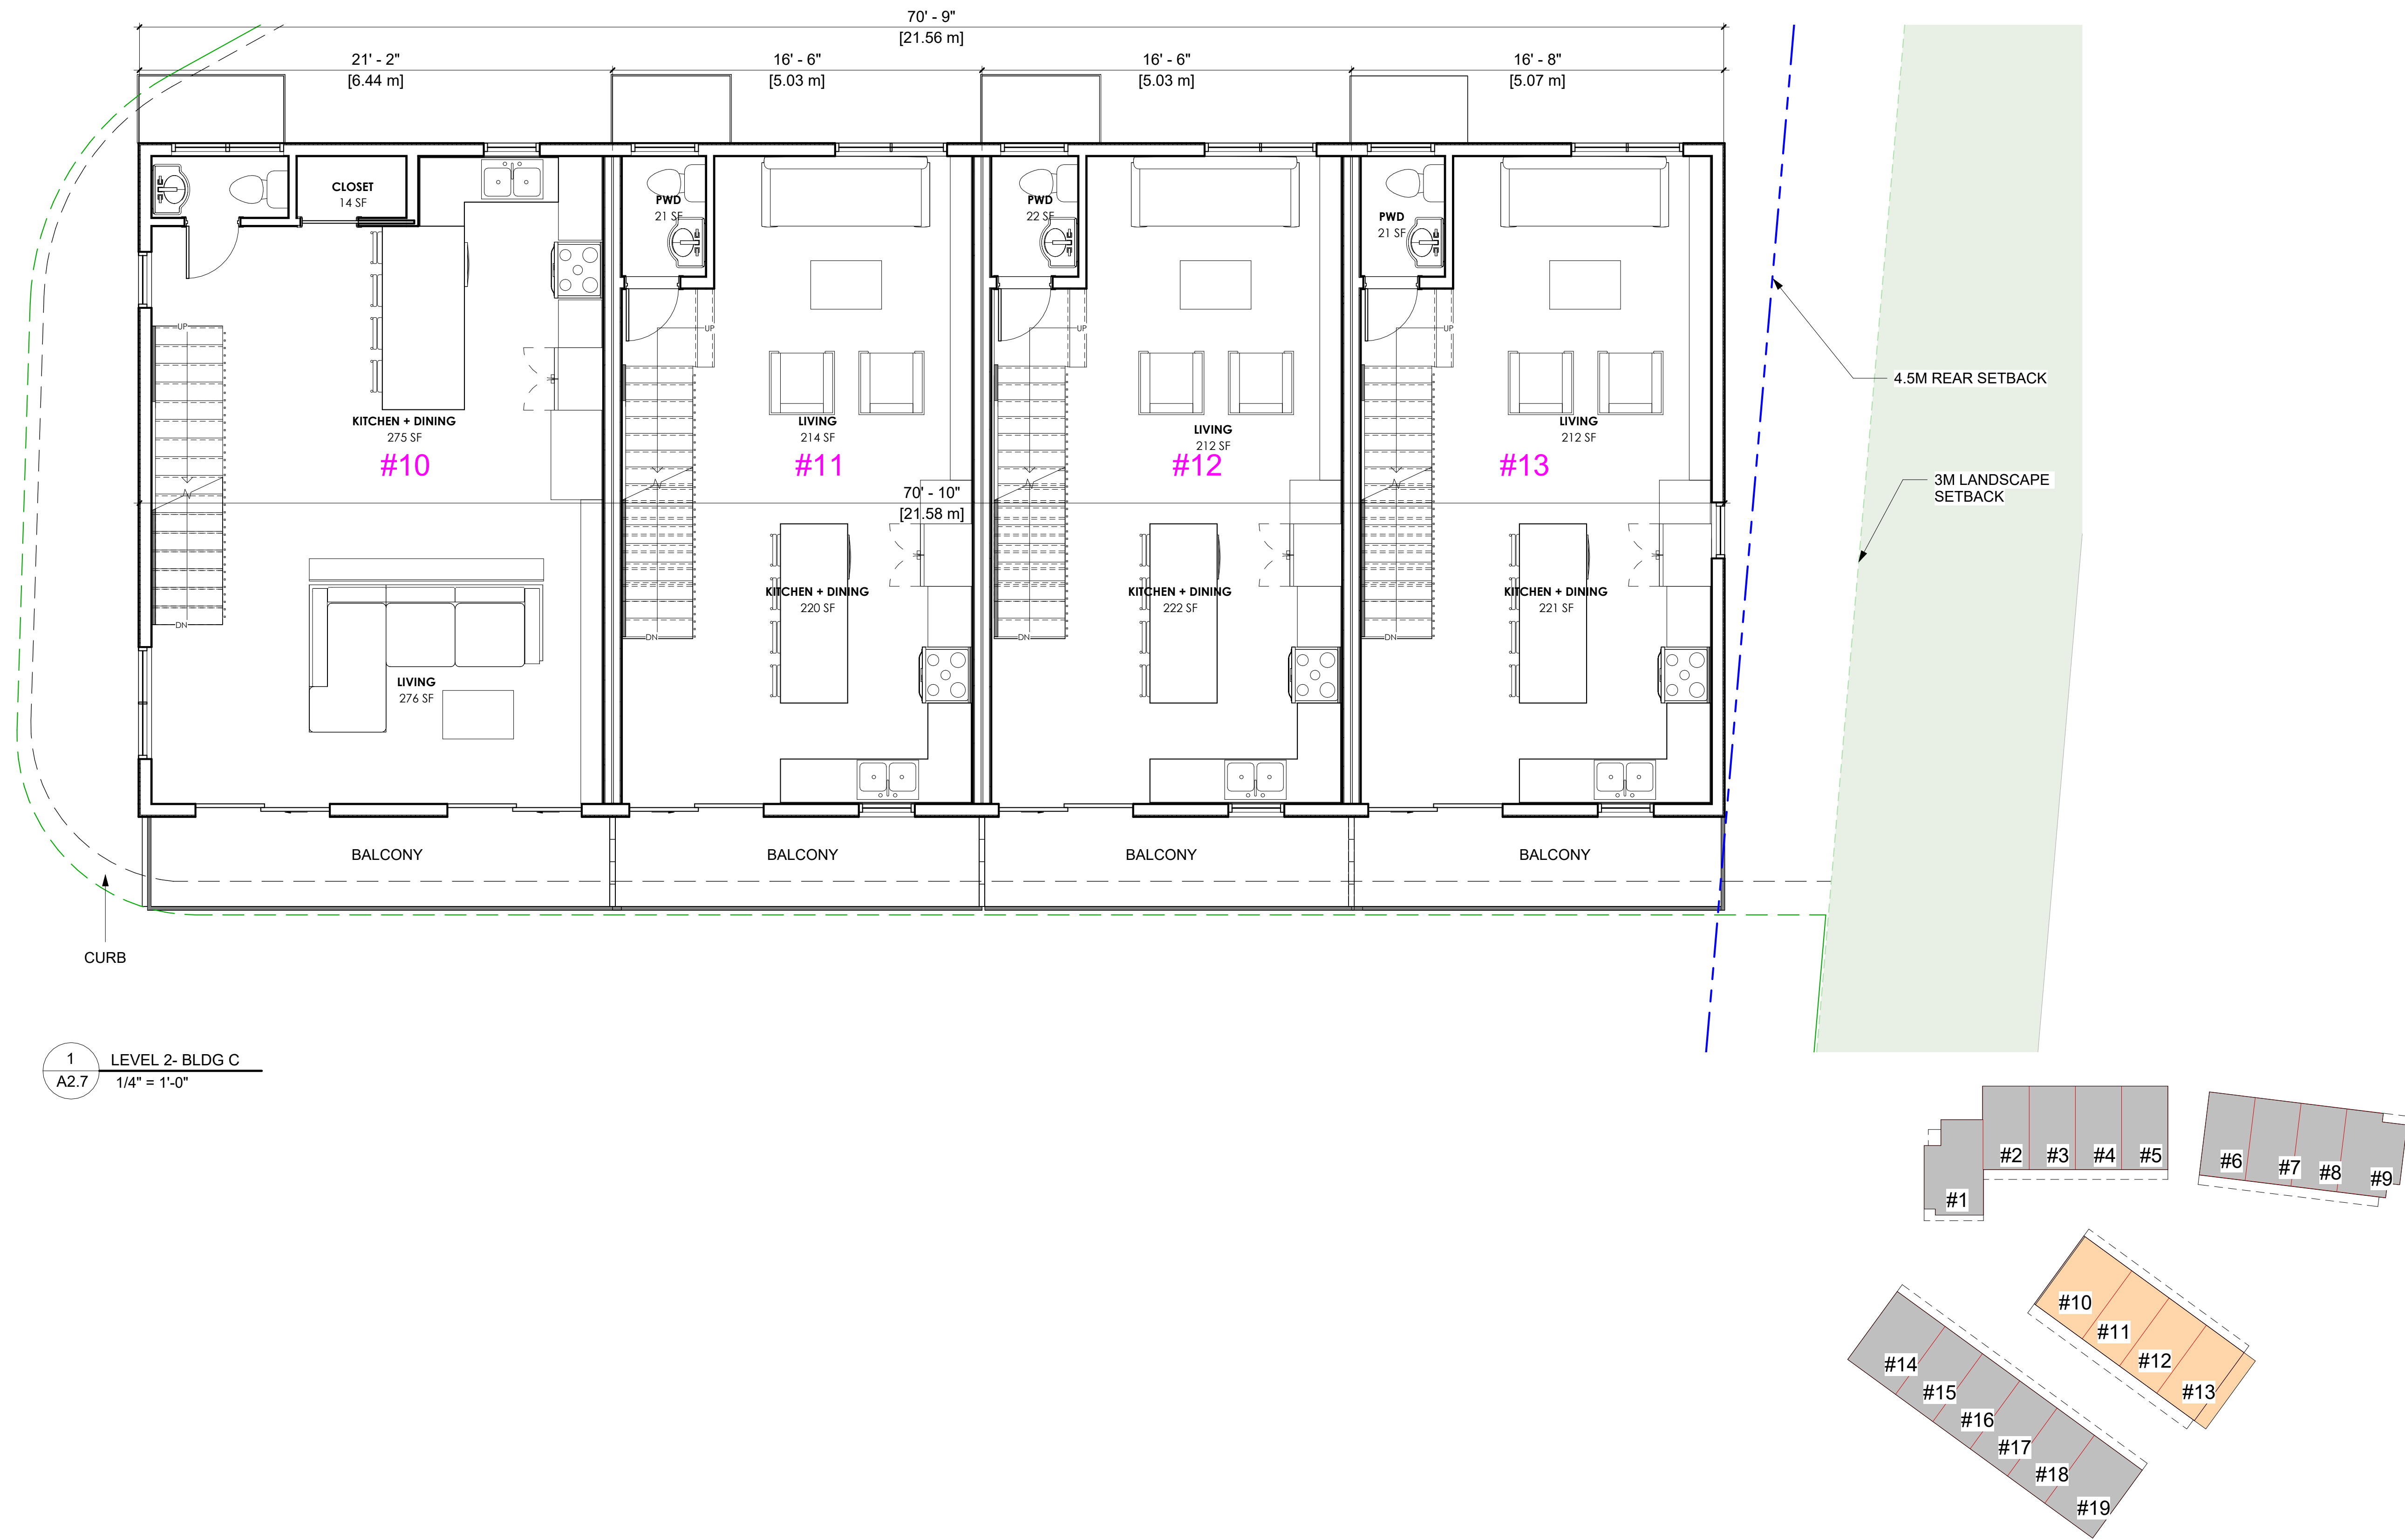 70' - 9"
[21.56 m]
21' - 2"
[6.44 m]
16' - 6"
[5.03 m]
16' - 6"
[5.03 m]
16' - 8"
[5.07 m]
CLOSET
14 SF
PWD
21 SF
PWD
22 SF
PWD
21 SF
UP
UP
UP
UP
4.5M REAR SETBACK
KITCHEN + DINING
275 SF
#10
LIVING
214 SF
#11
LIVING
212 SF
#12
LIVING
212 SF
#13
3M LANDSCAPE
SETBACK
70' - 10"
[21.58 m]
KITCHEN + DINING
220 SF
KITCHEN + DINING
222 SF
KITCHEN + DINING
221 SF
DN
DN
DN
DN
LIVING
276 SF
BALCONY
BALCONY
BALCONY
BALCONY
CURB
1
A2.7
LEVEL 2- BLDG C
1/4" = 1'-0"
#1
#2
#3
#4
#5
#6
#7
#8
#9
#10
#11
#12
#13
#14
#15
#16
#17
#18
#19